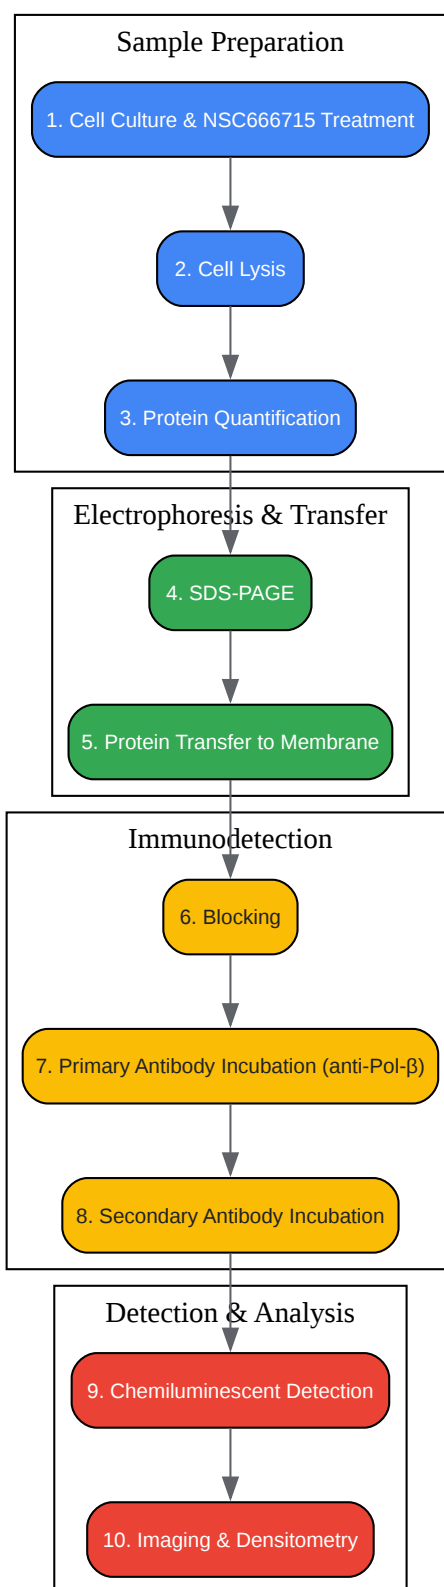 Sample Preparation
1. Cell Culture & NSC666715 Treatment
2. Cell Lysis
3. Protein Quantification
Electrophoresis & Transfer
4. SDS-PAGE
5. Protein Transfer to Membrane
Immunodetection
6. Blocking
7. Primary Antibody Incubation (anti-Pol-β)
8. Secondary Antibody Incubation
Detection & Analysis
9. Chemiluminescent Detection
10. Imaging & Densitometry